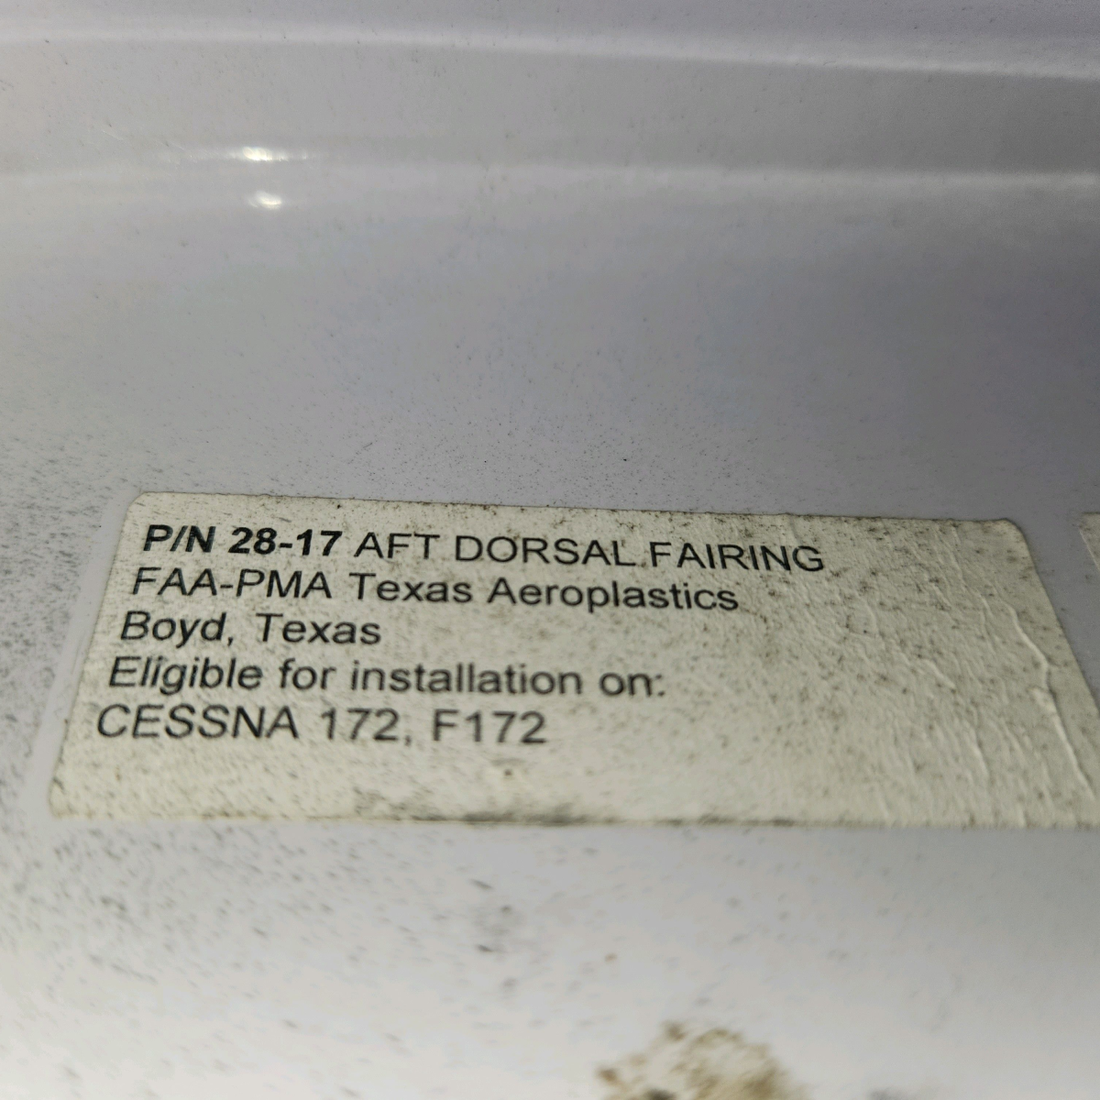 P/N 28-17 AFT DORSAL FAIRING
FAA-PMA Texas Aeroplastics
Boyd, Texas
Eligible for installation on:
CESSNA 172, F172